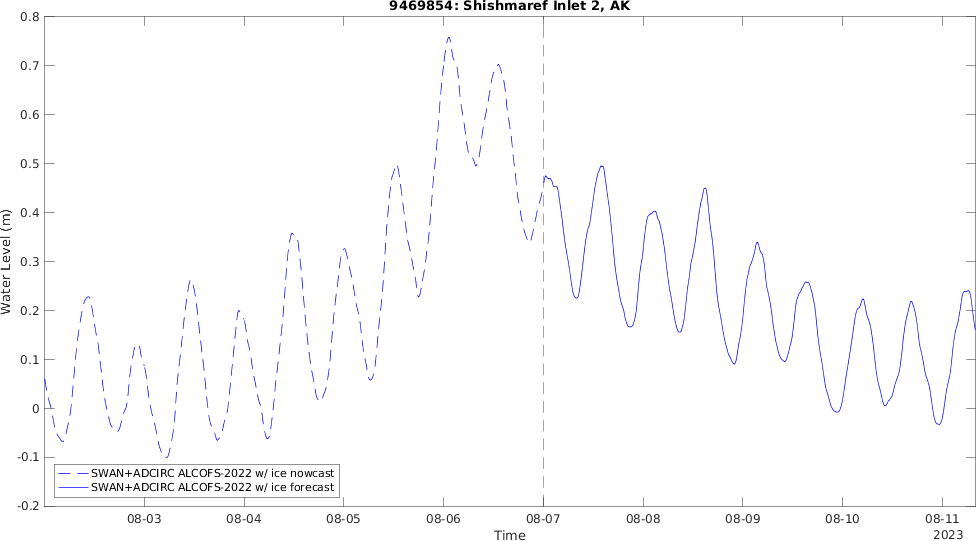 9469854: Shishmaref Inlet 2, AK
0.8
0.7
0.6
0.5
0.4
0.3
0.2
0.1
0
-0.1
-0.2
Water Level (m)
SWAN+ADCIRC ALCOFS-2022 w/ ice nowcast
SWAN+ADCIRC ALCOFS-2022 w/ ice forecast
08-03 08-04 08-05 08-06 08-07 08-08 08-09 08-10 08-11
Time
2023